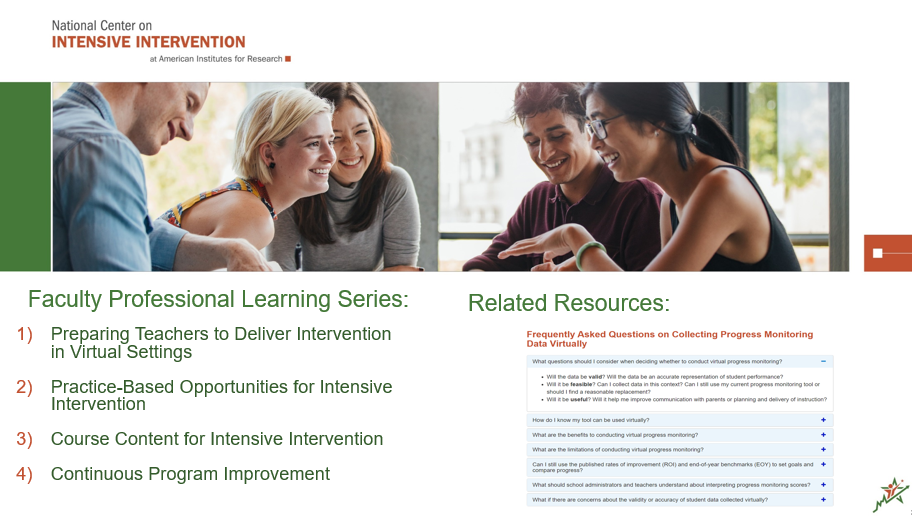 National Center on
INTENSIVE INTERVENTION
at American Institutes for Research
Faculty Professional Learning Series:
1) Preparing Teachers to Deliver Intervention
in Virtual Settings
2) Practice-Based Opportunities for Intensive
Intervention
3) Course Content for Intensive Intervention
4) Continuous Program Improvement
Related Resources:
Frequently Asked Questions on Collecting Progress Monitoring
Data Virtually
What questions should I consider when deciding whether to conduct virtual progress monitoring? −
• Will the data be valid? Will the data be an accurate representation of student performance?
• Will it be feasible? Can I collect data in this context? Can I still use my current progress monitoring tool or
should I find a reasonable replacement?
• Will it be useful? Will it help me improve communication with parents or planning and delivery of instruction?
How do I know my tool can be used virtually? +
What are the benefits to conducting virtual progress monitoring? +
What are the limitations of conducting virtual progress monitoring? +
Can I still use the published rates of improvement (ROI) and end-of-year benchmarks (EOY) to set goals and
compare progress? +
What should school administrators and teachers understand about interpreting progress monitoring scores? +
What if there are concerns about the validity or accuracy of student data collected virtually? +